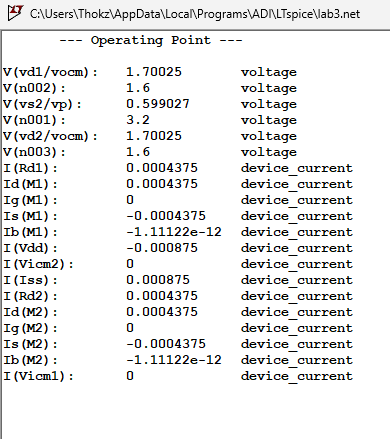 C:\Users\Thokz\AppData\Local\Programs\ADI\LTspice\lab3.net
--- Operating Point ---
V(vd1/vocm): 1.70025 voltage
V(n002): 1.6 voltage
V(vs2/vp): 0.599027 voltage
V(n001): 3.2 voltage
V(vd2/vocm): 1.70025 voltage
V(n003): 1.6 voltage
I(Rd1): 0.0004375 device_current
Id(M1): 0.0004375 device_current
Ig(M1): 0 device_current
Is(M1): -0.0004375 device_current
Ib(M1): -1.11122e-12 device_current
I(Vdd): -0.000875 device_current
I(Vicm2): 0 device_current
I(Iss): 0.000875 device_current
I(Rd2): 0.0004375 device_current
Id(M2): 0.0004375 device_current
Ig(M2): 0 device_current
Is(M2): -0.0004375 device_current
Ib(M2): -1.11122e-12 device_current
I(Vicm1): 0 device_current